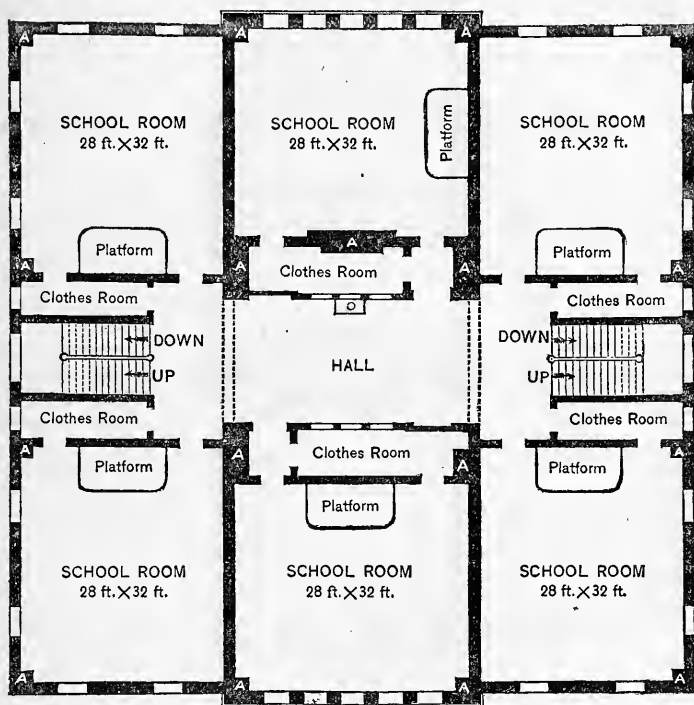 A
A
A
A
A
SCHOOL ROOM
28 ft.×32 ft.
SCHOOL ROOM
28 ft.×32 ft.
SCHOOL ROOM
28 ft.×32 ft.
Platform
Platform
Platform
A
A
A
A
A
Clothes Room
Clothes Room
Clothes Room
DOWN
UP
HALL
DOWN
UP
Clothes Room
Clothes Room
Clothes Room
A
A
A
A
Platform
Platform
Platform
SCHOOL ROOM
28 ft.×32 ft.
SCHOOL ROOM
28 ft.×32 ft.
SCHOOL ROOM
28 ft.×32 ft.
A
A
A
A